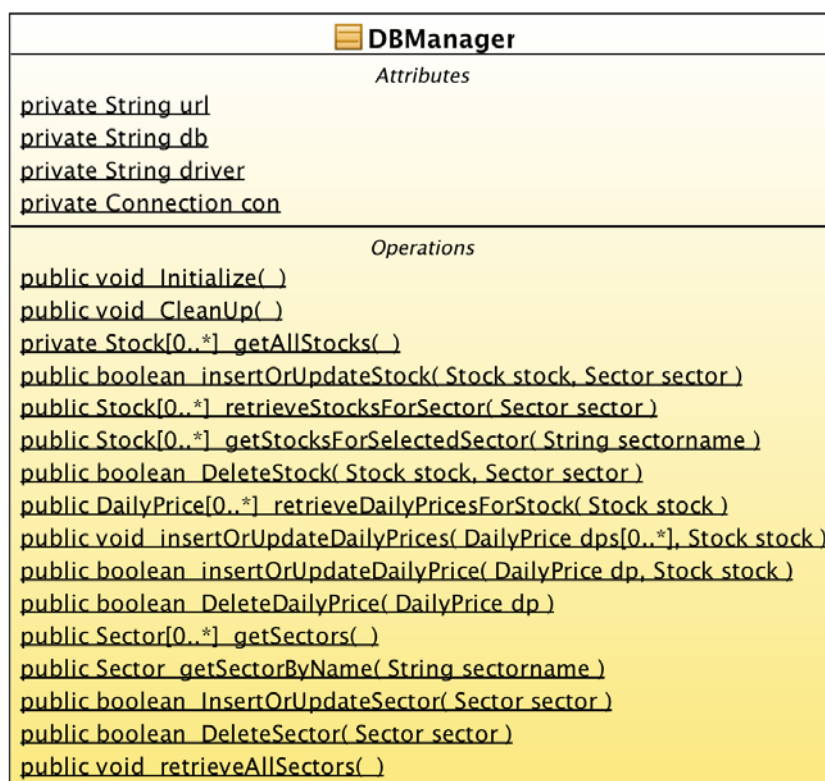 DBManager
Attributes
private String url
private String db
private String driver
private Connection con
Operations
public void Initialize( )
public void CleanUp( )
private Stock[0..*] getAllStocks( )
public boolean insertOrUpdateStock( Stock stock, Sector sector )
public Stock[0..*] retrieveStocksForSector( Sector sector )
public Stock[0..*] getStocksForSelectedSector( String sectorname )
public boolean DeleteStock( Stock stock, Sector sector )
public DailyPrice[0..*] retrieveDailyPricesForStock( Stock stock )
public void insertOrUpdateDailyPrices( DailyPrice dps[0..*], Stock stock )
public boolean insertOrUpdateDailyPrice( DailyPrice dp, Stock stock )
public boolean DeleteDailyPrice( DailyPrice dp )
public Sector[0..*] getSectors( )
public Sector getSectorByName( String sectorname )
public boolean InsertOrUpdateSector( Sector sector )
public boolean DeleteSector( Sector sector )
public void retrieveAllSectors( )